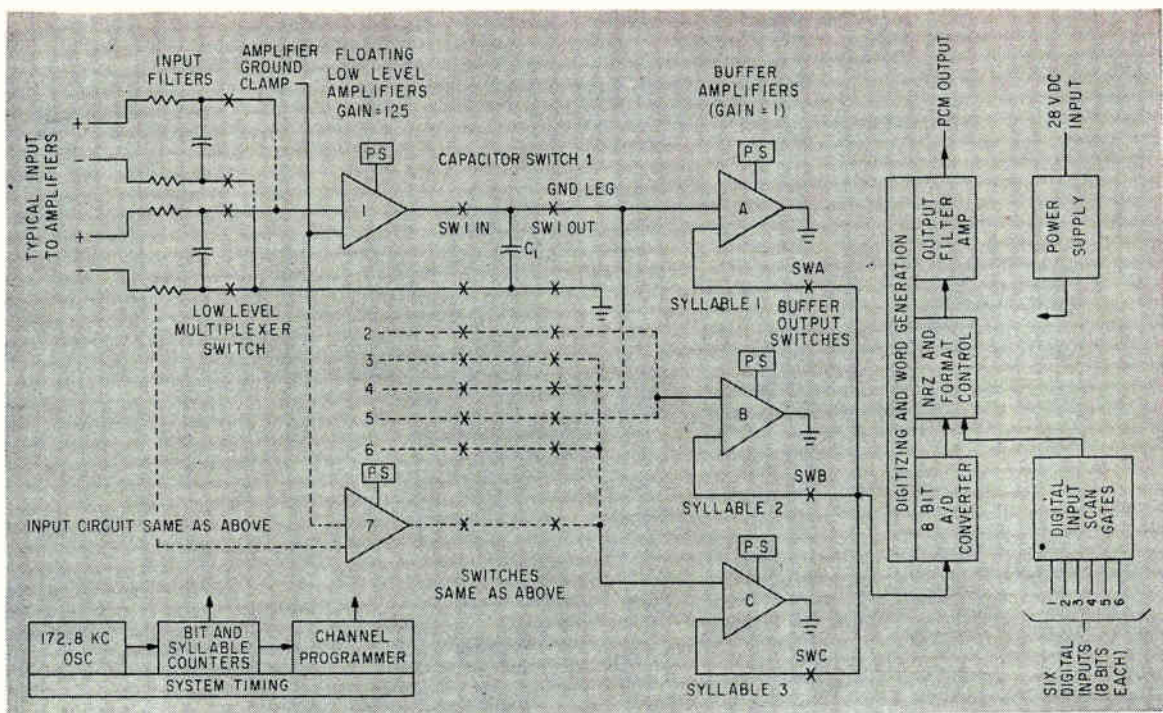 TYPICAL INPUT
TO AMPLIFIERS
+
−
+
−
INPUT
FILTERS
AMPLIFIER
GROUND
CLAMP
FLOATING
LOW LEVEL
AMPLIFIERS
GAIN=125
PS
1
CAPACITOR SWITCH 1
GND LEG
SW1 IN
SW1 OUT
C1
LOW LEVEL
MULTIPLEXER
SWITCH
2
3
4
5
6
PS
7
INPUT CIRCUIT SAME AS ABOVE
SWITCHES
SAME AS ABOVE
BUFFER
AMPLIFIERS
(GAIN=1)
PS
A
SWA
SYLLABLE 1
BUFFER
OUTPUT
SWITCHES
PS
B
SWB
SYLLABLE 2
PS
C
SWC
SYLLABLE 3
172.8 KC
OSC
BIT AND
SYLLABLE
COUNTERS
CHANNEL
PROGRAMMER
SYSTEM TIMING
PCM OUTPUT
DIGITIZING AND WORD GENERATION
OUTPUT
FILTER
AMP
NRZ AND
FORMAT
CONTROL
8 BIT
A/D
CONVERTER
28 V DC
INPUT
POWER
SUPPLY
DIGITAL
INPUT
SCAN
GATES
1
2
3
4
5
6
SIX
DIGITAL
INPUTS
(8 BITS
EACH)